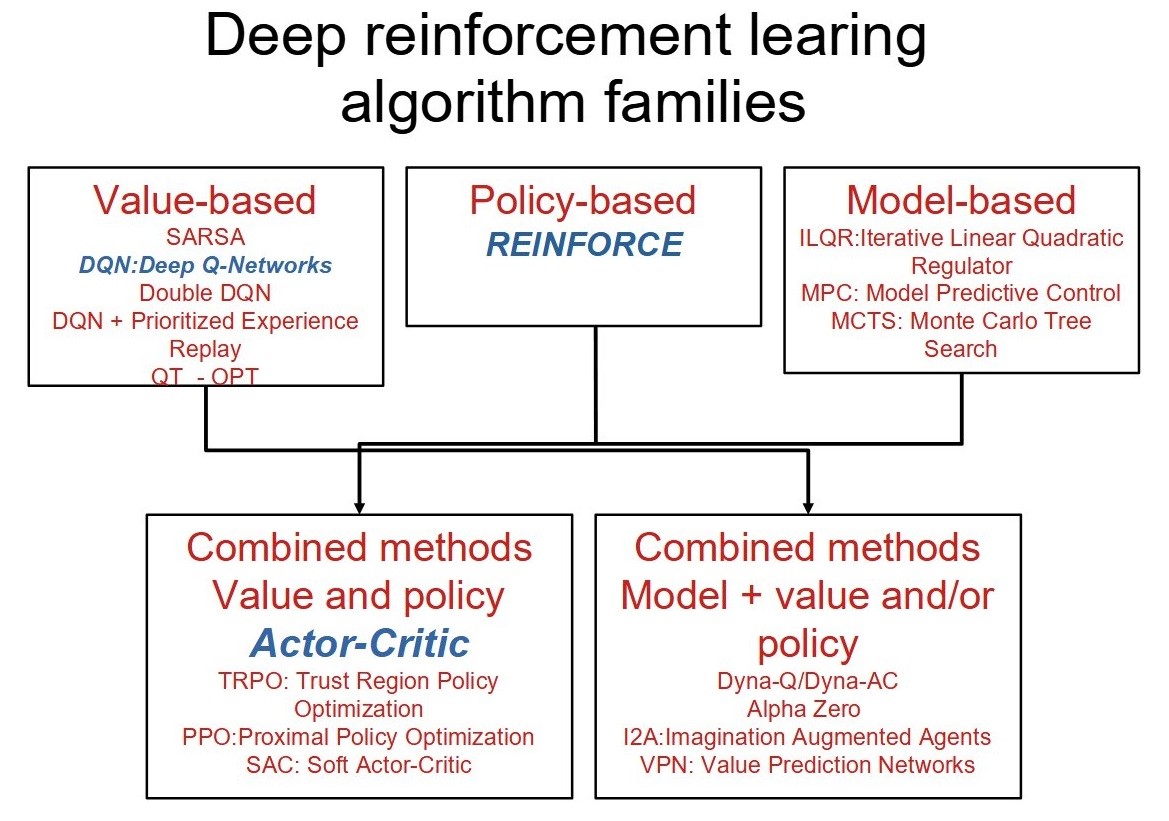 Deep reinforcement learing
algorithm families
Value-based
SARSA
DQN:Deep Q-Networks
Double DQN
DQN + Prioritized Experience
Replay
QT - OPT
Policy-based
REINFORCE
Model-based
ILQR:Iterative Linear Quadratic
Regulator
MPC: Model Predictive Control
MCTS: Monte Carlo Tree
Search
Combined methods
Value and policy
Actor-Critic
TRPO: Trust Region Policy
Optimization
PPO:Proximal Policy Optimization
SAC: Soft Actor-Critic
Combined methods
Model + value and/or
policy
Dyna-Q/Dyna-AC
Alpha Zero
I2A:Imagination Augmented Agents
VPN: Value Prediction Networks